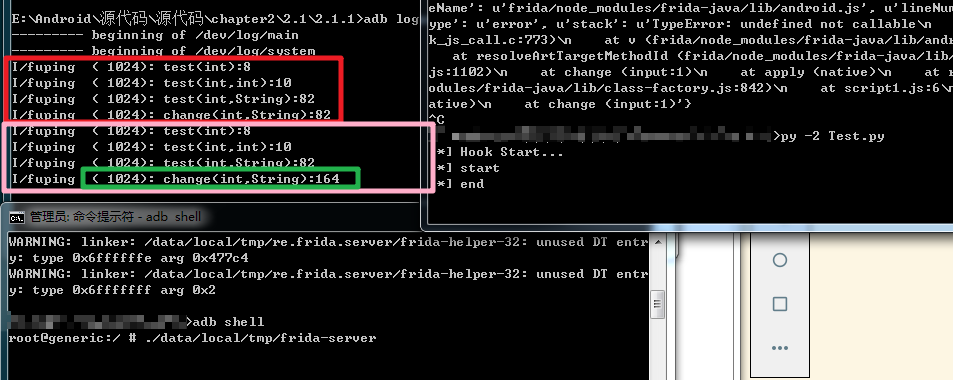 E:\Android\源代码\源代码\chapter2\2.1\2.1.1>adb log
--------- beginning of /dev/log/main
--------- beginning of /dev/log/system
I/fuping  ( 1024): test(int):8
I/fuping  ( 1024): test(int,int):10
I/fuping  ( 1024): test(int,String):82
I/fuping  ( 1024): change(int,String):82
I/fuping  ( 1024): test(int):8
I/fuping  ( 1024): test(int,int):10
I/fuping  ( 1024): test(int,String):82
I/fuping  ( 1024): change(int,String):164
eName': u'frida/node_modules/frida-java/lib/android.js', u'lineNum
ype': u'error', u'stack': u'TypeError: undefined not callable\n
k_js_call.c:773)\n    at v (frida/node_modules/frida-java/lib/andr
 at resolveArtTargetMethodId (frida/node_modules/frida-java/lib/
js:1102)\n    at change (input:1)\n    at apply (native)\n    at r
odules/frida-java/lib/class-factory.js:842)\n    at script1.js:6\n
ative)\n    at change (input:1)"}
^C
>py -2 Test.py
*] Hook Start...
*] start
*] end
管理员: 命令提示符 - adb shell
WARNING: linker: /data/local/tmp/re.frida.server/frida-helper-32: unused DT entr
y: type 0x6ffffffe arg 0x477c4
WARNING: linker: /data/local/tmp/re.frida.server/frida-helper-32: unused DT entr
y: type 0x6fffffff arg 0x2
>adb shell
root@generic:/ # ./data/local/tmp/frida-server